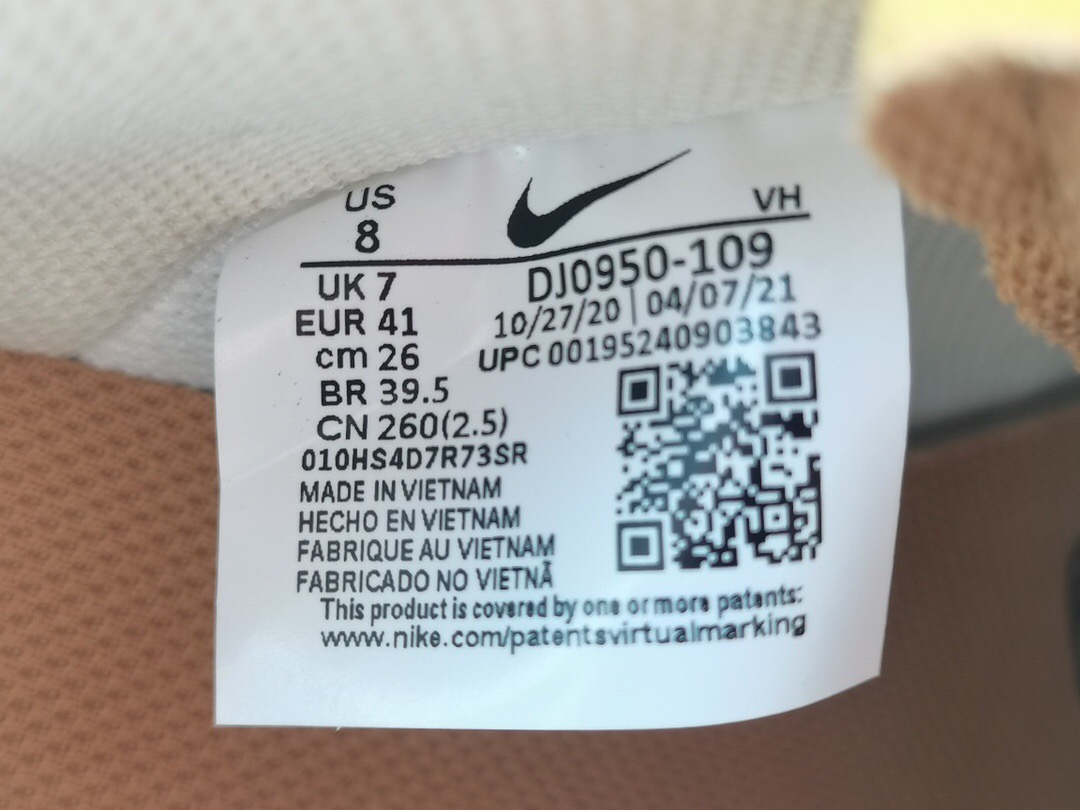 US
8
VH
UK 7
EUR 41
cm 26
BR 39.5
CN 260(2.5)
010HS4D7R73SR
DJ0950-109
10/27/20 | 04/07/21
UPC 00195240903843
MADE IN VIETNAM
HECHO EN VIETNAM
FABRIQUE AU VIETNAM
FABRICADO NO VIETNÃ
This product is covered by one or more patents:
www.nike.com/patentsvirtualmarking